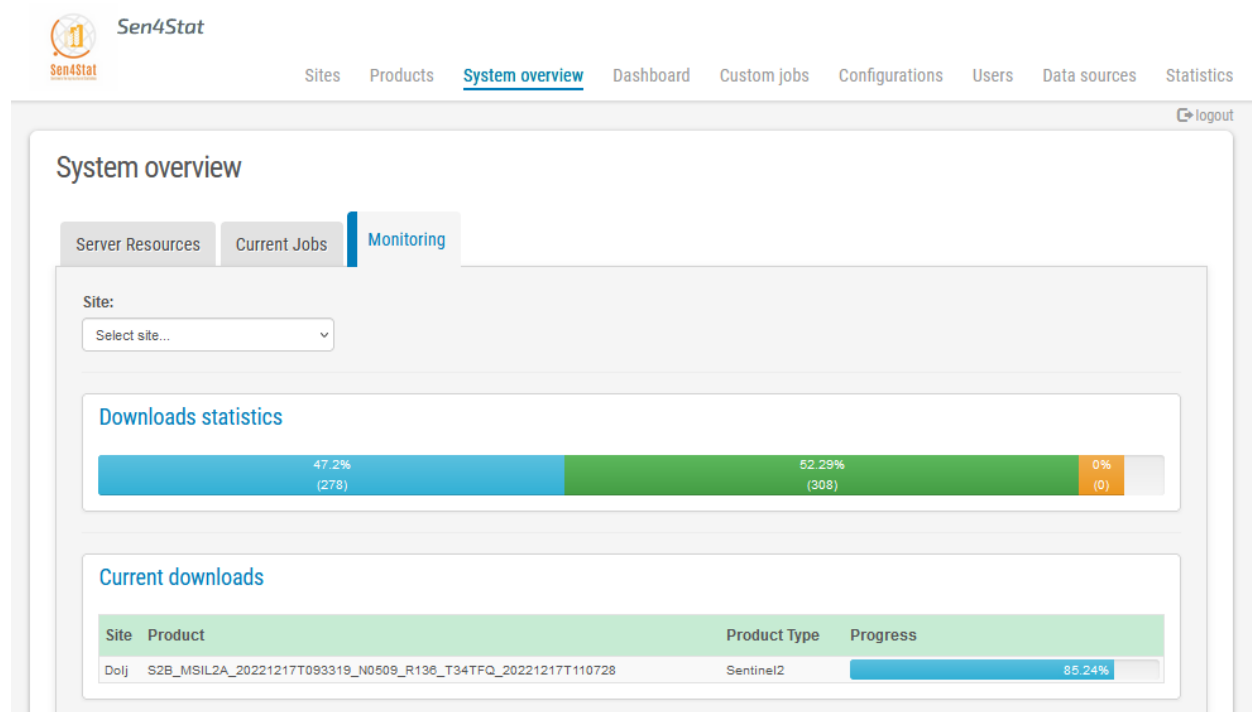 Sen4Stat
Sen4Stat
Sites Products System overview Dashboard Custom jobs Configurations Users Data sources Statistics
logout
System overview
Server Resources Current Jobs Monitoring
Site:
Select site...
Downloads statistics
47.2% 52.29% 0%
(278) (308) (0)
Current downloads
Site Product Product Type Progress
Dolj S2B_MSIL2A_20221217T093319_N0509_R136_T34TFQ_20221217T110728 Sentinel2 85.24%